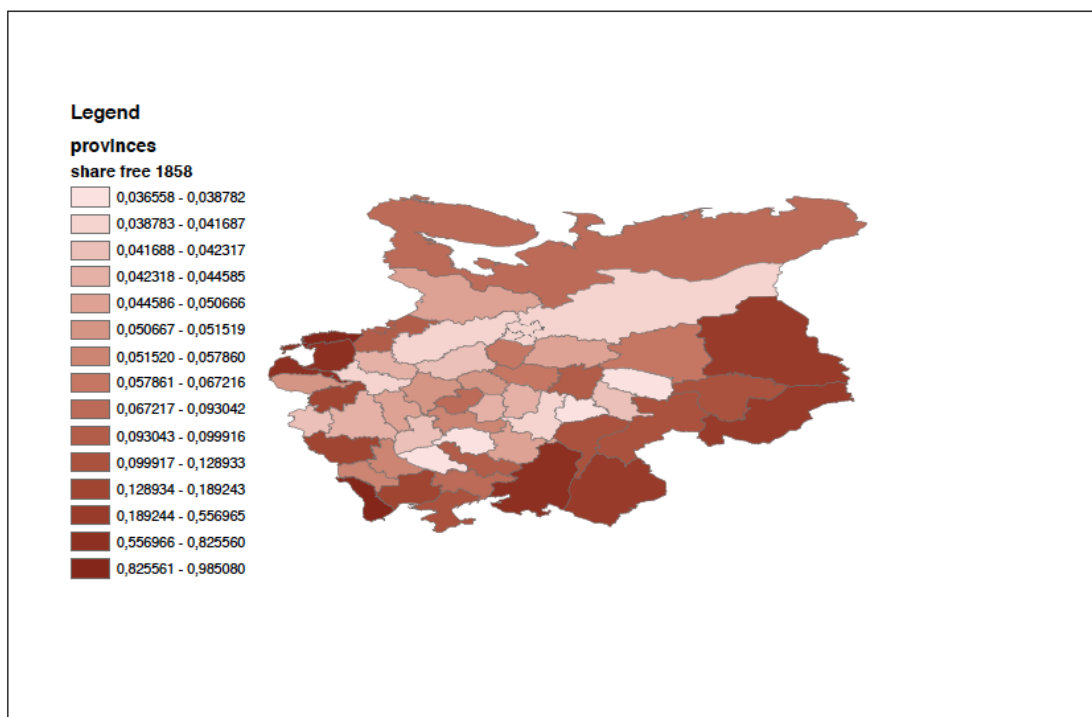 Legend
provinces
share free 1858
0,036558 - 0,038782
0,038783 - 0,041687
0,041688 - 0,042317
0,042318 - 0,044585
0,044586 - 0,050666
0,050667 - 0,051519
0,051520 - 0,057860
0,057861 - 0,067216
0,067217 - 0,093042
0,093043 - 0,099916
0,099917 - 0,128933
0,128934 - 0,189243
0,189244 - 0,556965
0,556966 - 0,825560
0,825561 - 0,985080